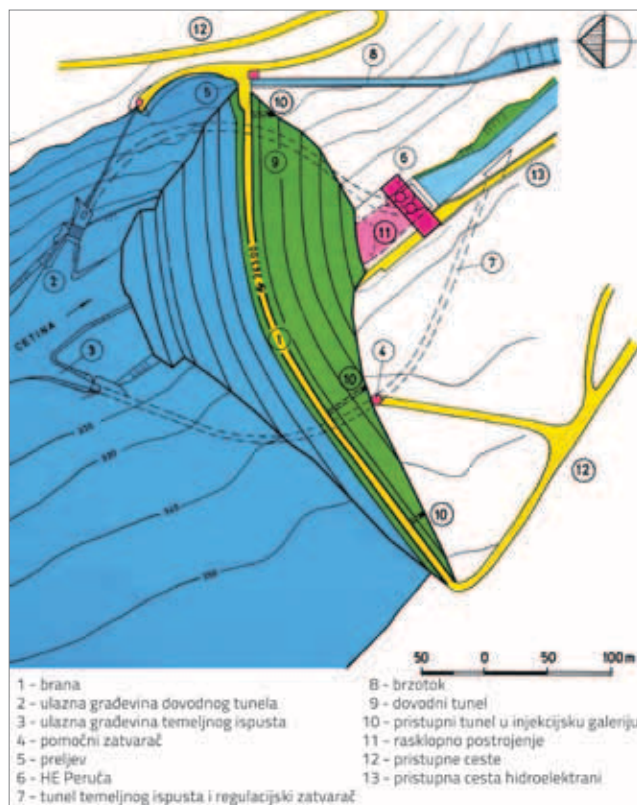 12
8
5
10
9
6
13
11
7
2
CETINA
3
1
4
10
12
10
50 0 50 100 m
1 - brana
2 - ulazna građevina dovodnog tunela
3 - ulazna građevina temeljnog ispusta
4 - pomoćni zatvarač
5 - preljev
6 - HE Peruča
7 - tunel temeljnog ispusta i regulacijski zatvarač
8 - brzotok
9 - dovodni tunel
10 - pristupni tunel u injekcijsku galeriju
11 - rasklopno postrojenje
12 - pristupne ceste
13 - pristupna cesta hidroelektrani